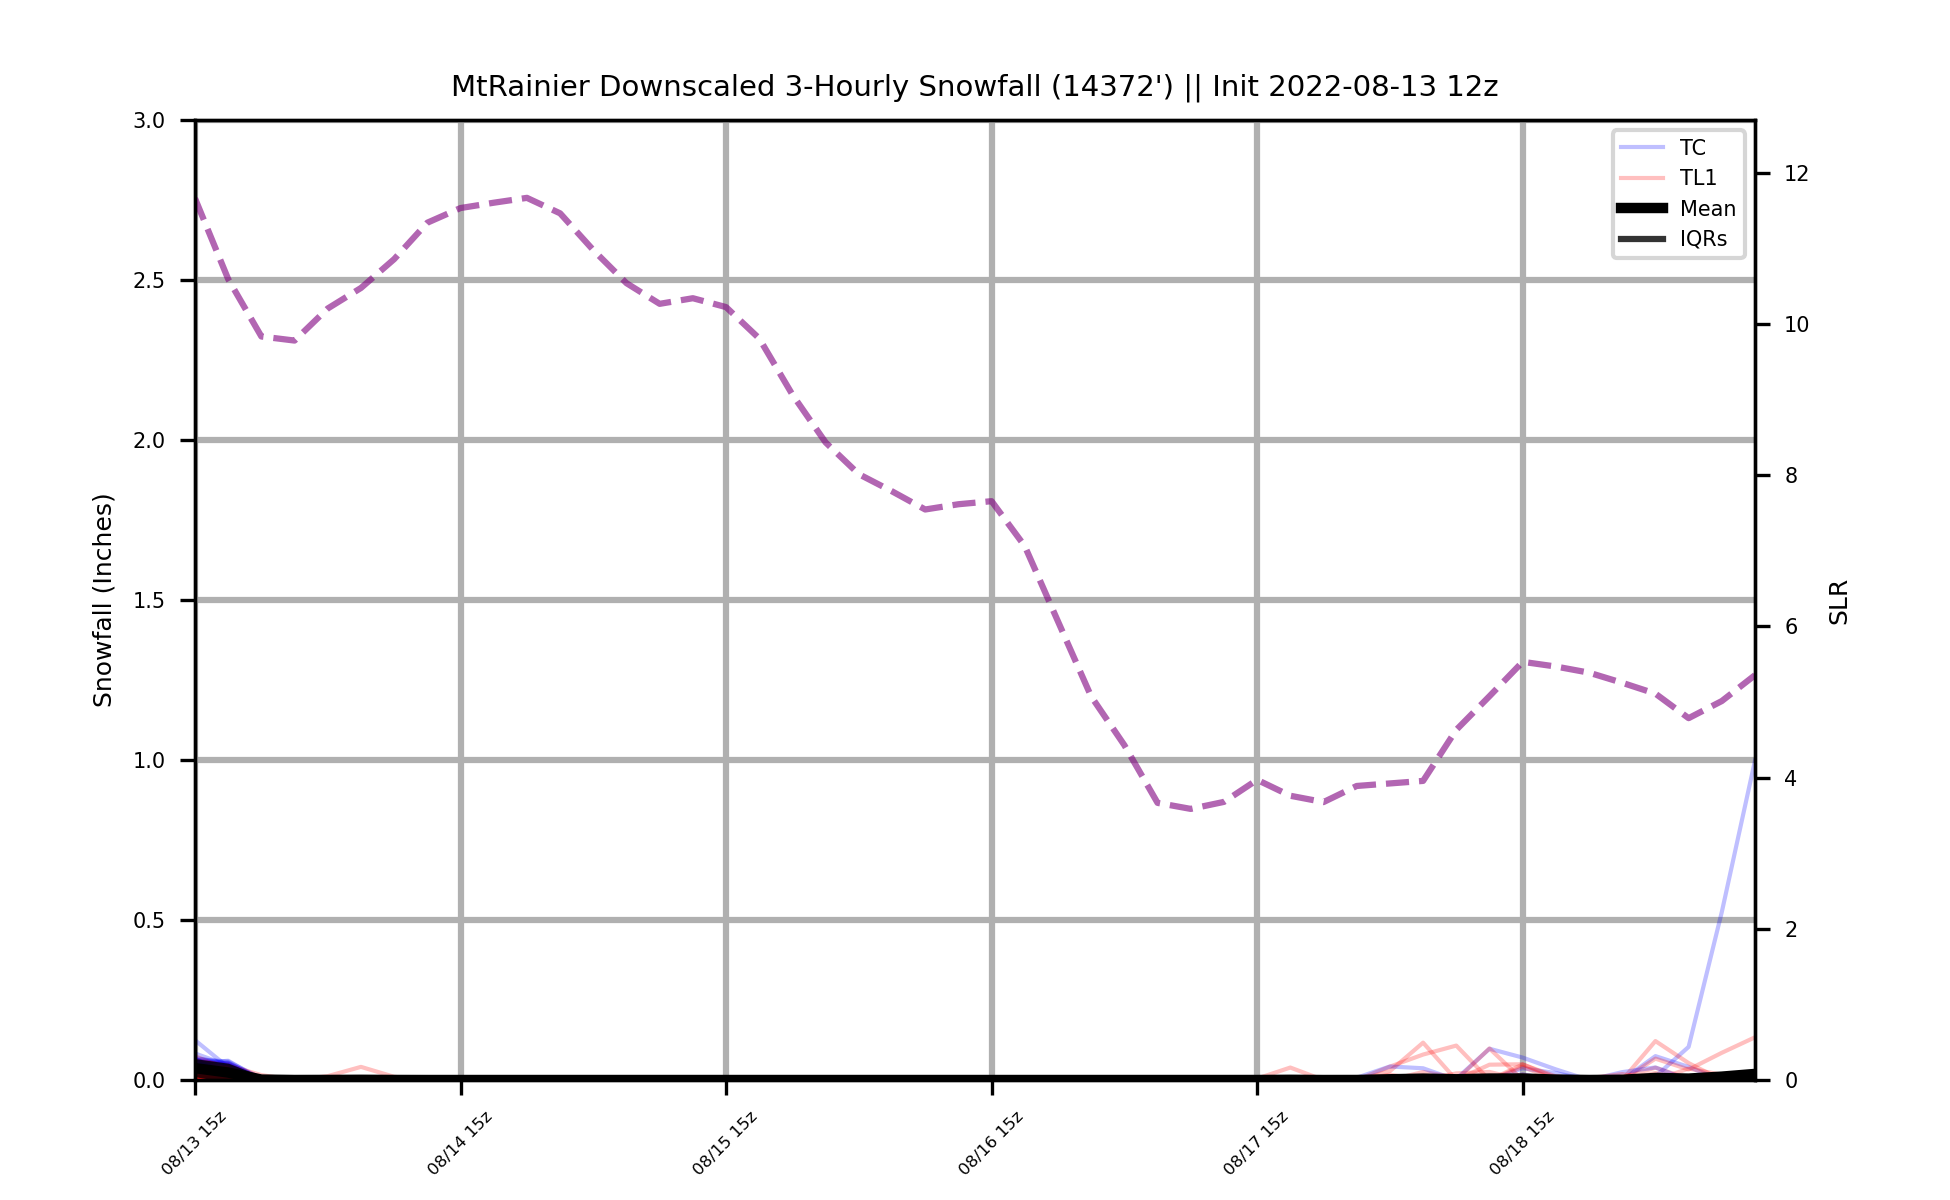 MtRainier Downscaled 3-Hourly Snowfall (14372') || Init 2022-08-13 12z
TC
TL1
Mean
IQRs
Snowfall (Inches)
3.0
2.5
2.0
1.5
1.0
0.5
0.0
12
10
8
6
4
2
0
SLR
08/13 15z
08/14 15z
08/15 15z
08/16 15z
08/17 15z
08/18 15z